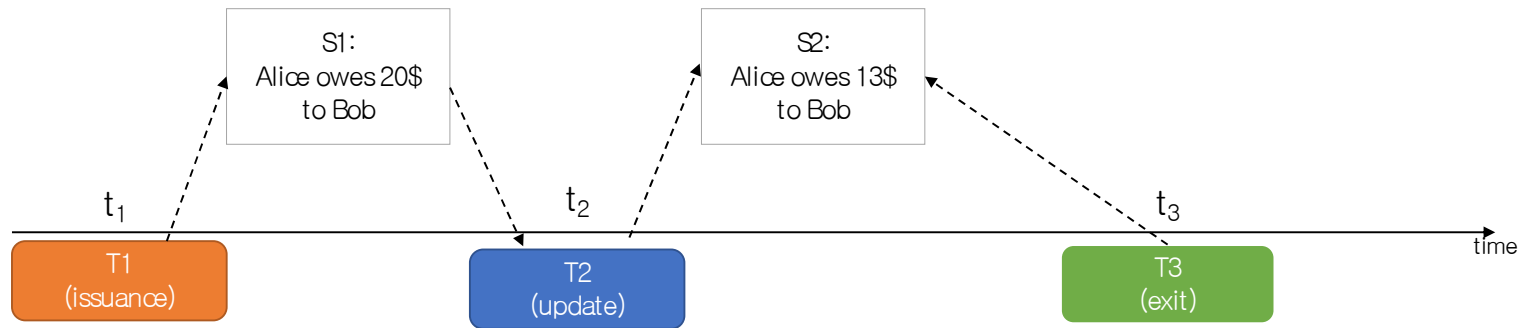 S1:
Alice owes 20$
to Bob
S2:
Alice owes 13$
to Bob
t1
t2
t3
time
T1
(issuance)
T2
(update)
T3
(exit)